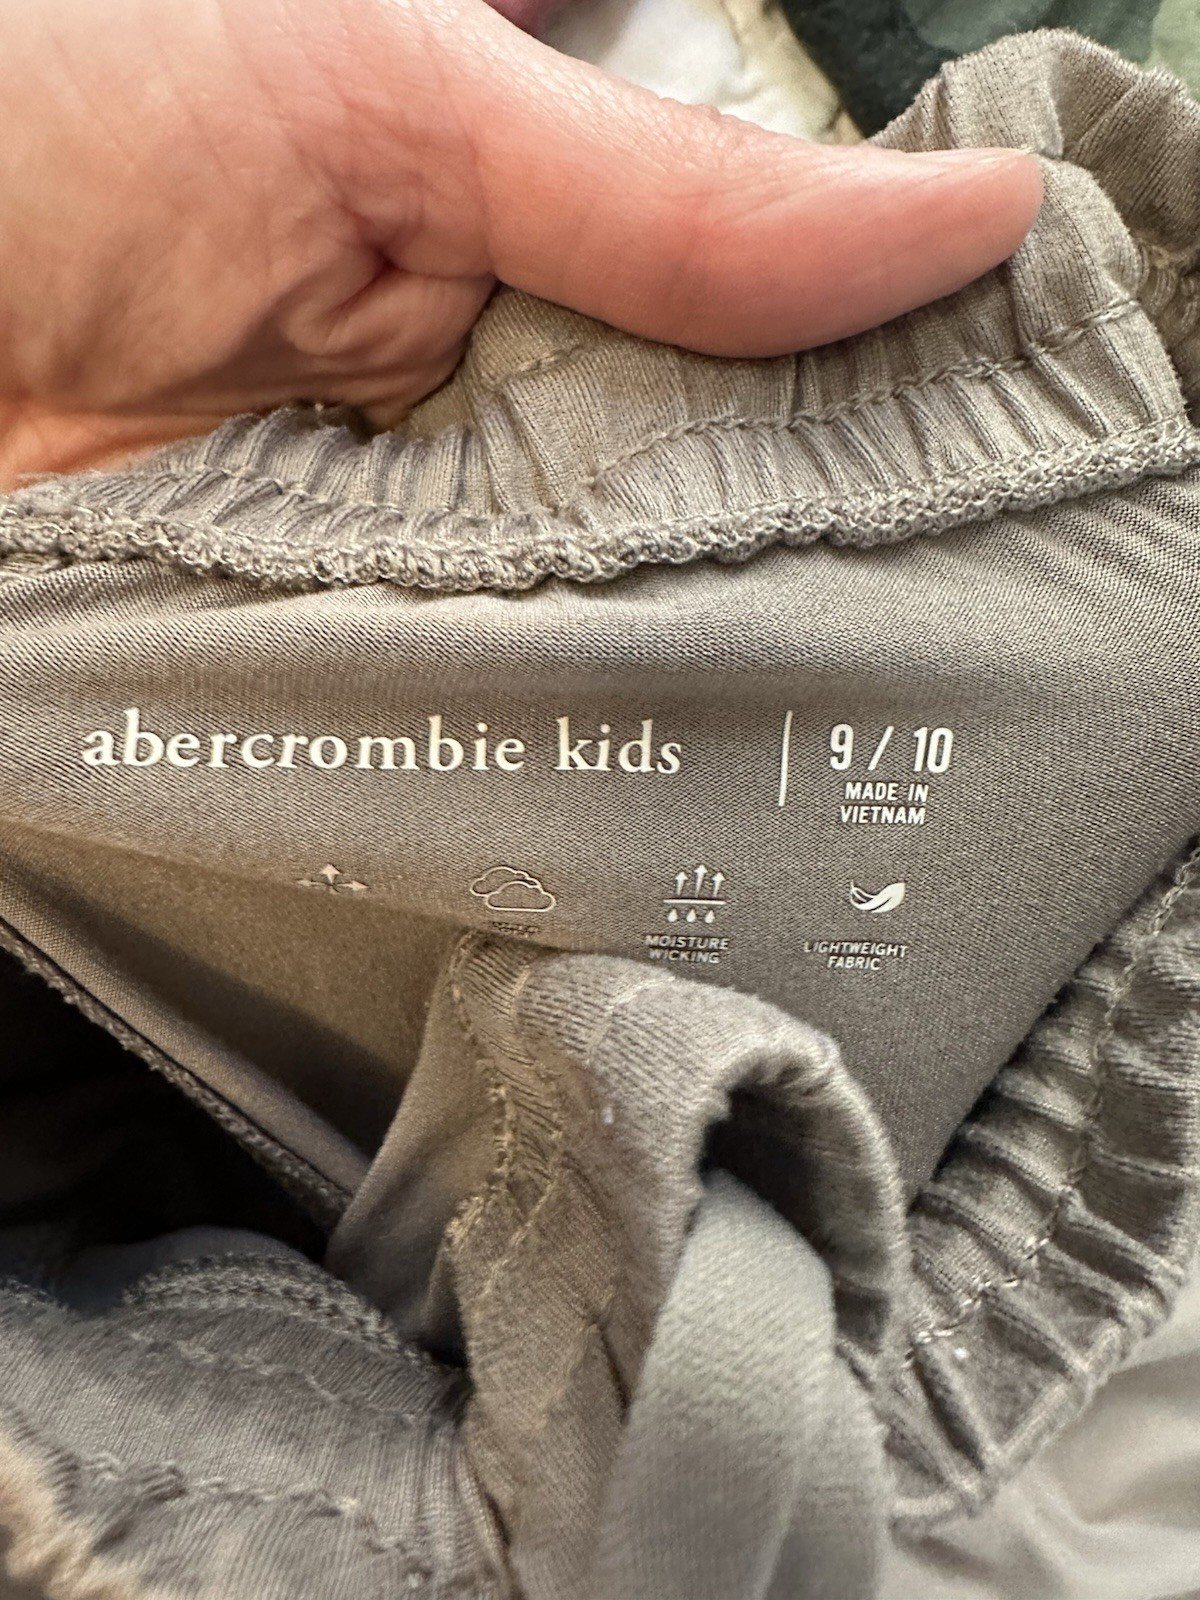 abercrombie kids
9 / 10
MADE IN
VIETNAM
MOISTURE
WICKING
LIGHTWEIGHT
FABRIC